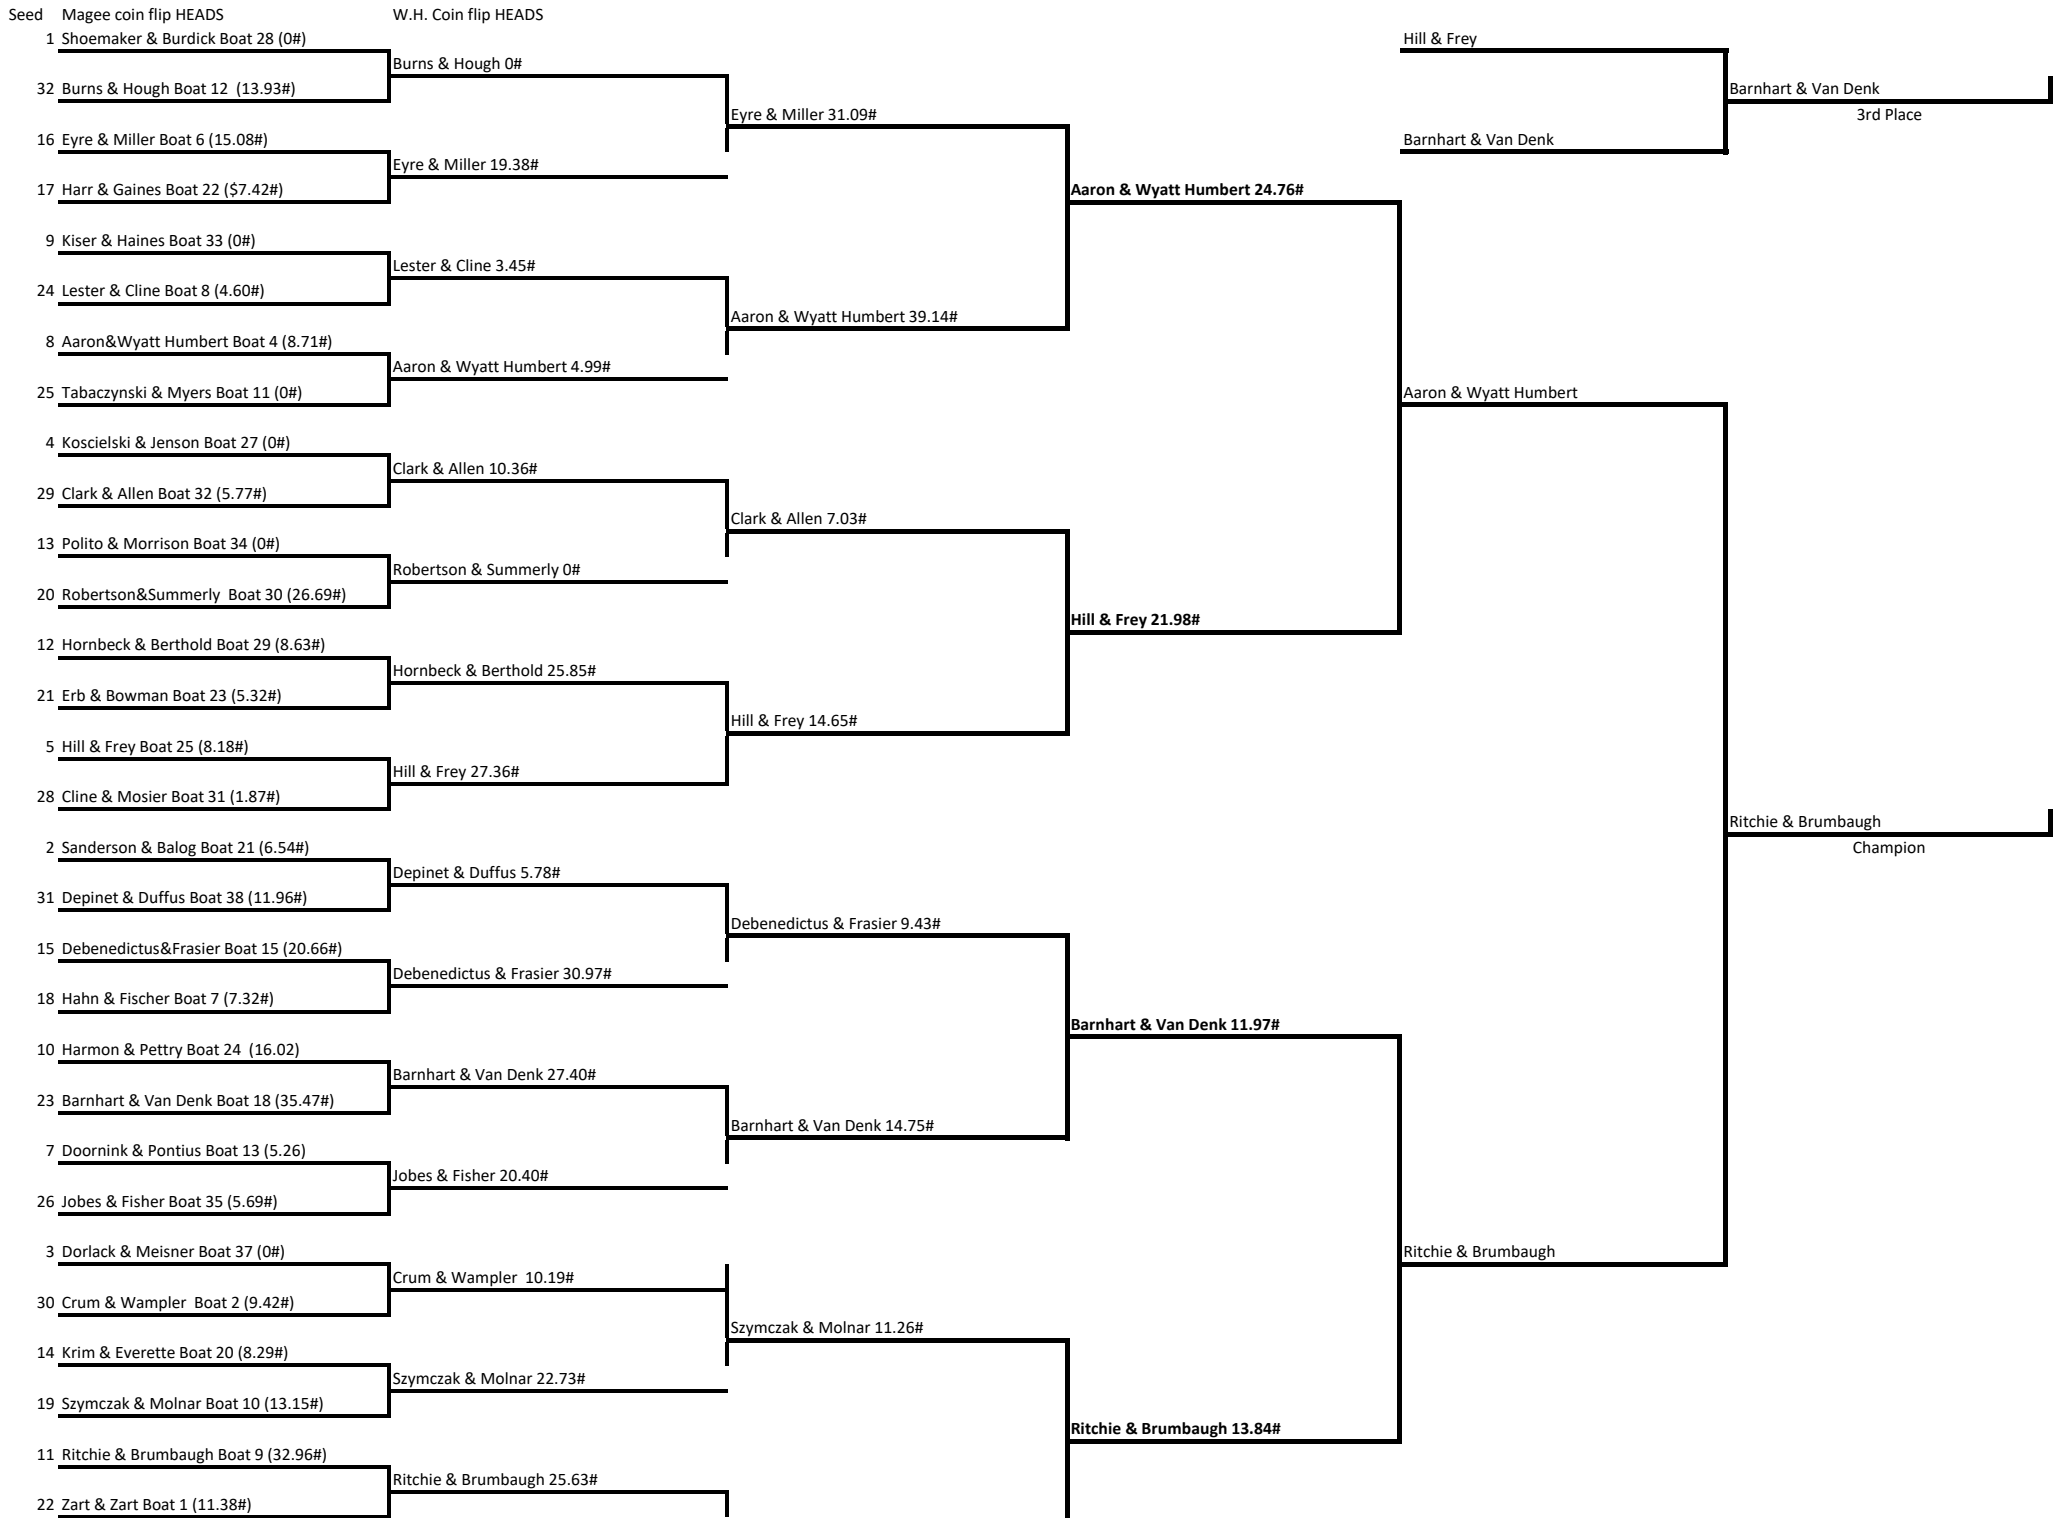 Seed Magee coin flip HEADS W.H. Coin flip HEADS
1 Shoemaker & Burdick Boat 28 (0#) Hill & Frey
Burns & Hough 0#
32 Burns & Hough Boat 12 (13.93#) Barnhart & Van Denk
Eyre & Miller 31.09# 3rd Place
16 Eyre & Miller Boat 6 (15.08#) Barnhart & Van Denk
Eyre & Miller 19.38#
17 Harr & Gaines Boat 22 ($7.42#) Aaron & Wyatt Humbert 24.76#
9 Kiser & Haines Boat 33 (0#)
Lester & Cline 3.45#
24 Lester & Cline Boat 8 (4.60#)
Aaron & Wyatt Humbert 39.14#
8 Aaron&Wyatt Humbert Boat 4 (8.71#)
Aaron & Wyatt Humbert 4.99#
25 Tabaczynski & Myers Boat 11 (0#) Aaron & Wyatt Humbert
4 Koscielski & Jenson Boat 27 (0#)
Clark & Allen 10.36#
29 Clark & Allen Boat 32 (5.77#)
Clark & Allen 7.03#
13 Polito & Morrison Boat 34 (0#)
Robertson & Summerly 0#
20 Robertson&Summerly Boat 30 (26.69#)
Hill & Frey 21.98#
12 Hornbeck & Berthold Boat 29 (8.63#)
Hornbeck & Berthold 25.85#
21 Erb & Bowman Boat 23 (5.32#)
Hill & Frey 14.65#
5 Hill & Frey Boat 25 (8.18#)
Hill & Frey 27.36#
28 Cline & Mosier Boat 31 (1.87#)
Ritchie & Brumbaugh
2 Sanderson & Balog Boat 21 (6.54#) Champion
Depinet & Duffus 5.78#
31 Depinet & Duffus Boat 38 (11.96#)
Debenedictus & Frasier 9.43#
15 Debenedictus&Frasier Boat 15 (20.66#)
Debenedictus & Frasier 30.97#
18 Hahn & Fischer Boat 7 (7.32#)
Barnhart & Van Denk 11.97#
10 Harmon & Pettry Boat 24 (16.02)
Barnhart & Van Denk 27.40#
23 Barnhart & Van Denk Boat 18 (35.47#)
Barnhart & Van Denk 14.75#
7 Doornink & Pontius Boat 13 (5.26)
Jobes & Fisher 20.40#
26 Jobes & Fisher Boat 35 (5.69#)
3 Dorlack & Meisner Boat 37 (0#) Ritchie & Brumbaugh
Crum & Wampler 10.19#
30 Crum & Wampler Boat 2 (9.42#)
Szymczak & Molnar 11.26#
14 Krim & Everette Boat 20 (8.29#)
Szymczak & Molnar 22.73#
19 Szymczak & Molnar Boat 10 (13.15#)
Ritchie & Brumbaugh 13.84#
11 Ritchie & Brumbaugh Boat 9 (32.96#)
Ritchie & Brumbaugh 25.63#
22 Zart & Zart Boat 1 (11.38#)